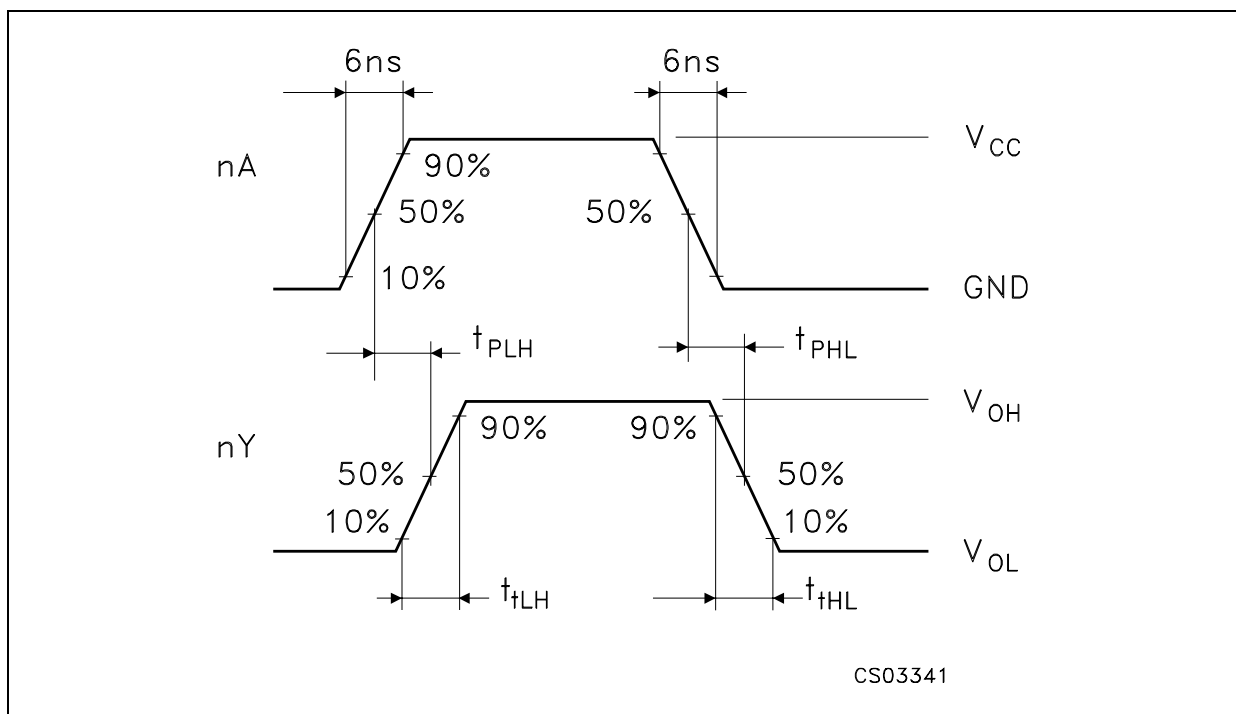 6ns 6ns
nA
V_CC
90%
50% 50%
10%
GND
t_PLH t_PHL
V_OH
nY
90% 90%
50% 50%
10% 10%
V_OL
t_tLH t_tHL
CS03341